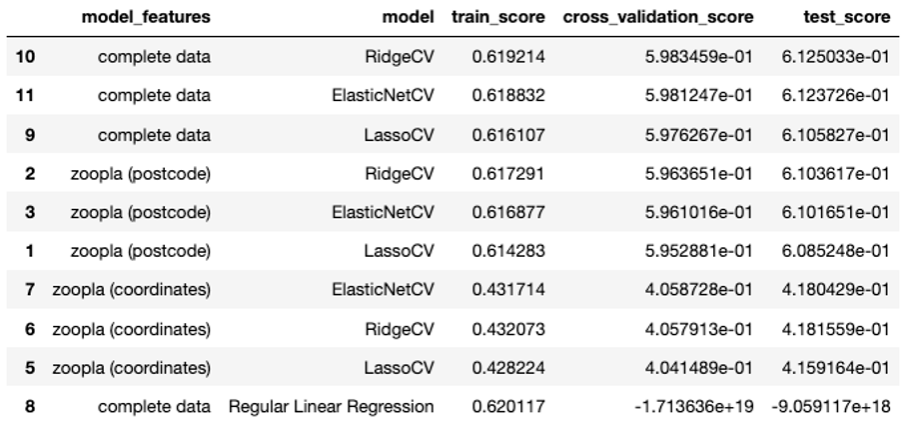 model_features model train_score cross_validation_score test_score
10 complete data RidgeCV 0.619214 5.983459e-01 6.125033e-01
11 complete data ElasticNetCV 0.618832 5.981247e-01 6.123726e-01
9 complete data LassoCV 0.616107 5.976267e-01 6.105827e-01
2 zoopla (postcode) RidgeCV 0.617291 5.963651e-01 6.103617e-01
3 zoopla (postcode) ElasticNetCV 0.616877 5.961016e-01 6.101651e-01
1 zoopla (postcode) LassoCV 0.614283 5.952881e-01 6.085248e-01
7 zoopla (coordinates) ElasticNetCV 0.431714 4.058728e-01 4.180429e-01
6 zoopla (coordinates) RidgeCV 0.432073 4.057913e-01 4.181559e-01
5 zoopla (coordinates) LassoCV 0.428224 4.041489e-01 4.159164e-01
8 complete data Regular Linear Regression 0.620117 -1.713636e+19 -9.059117e+18